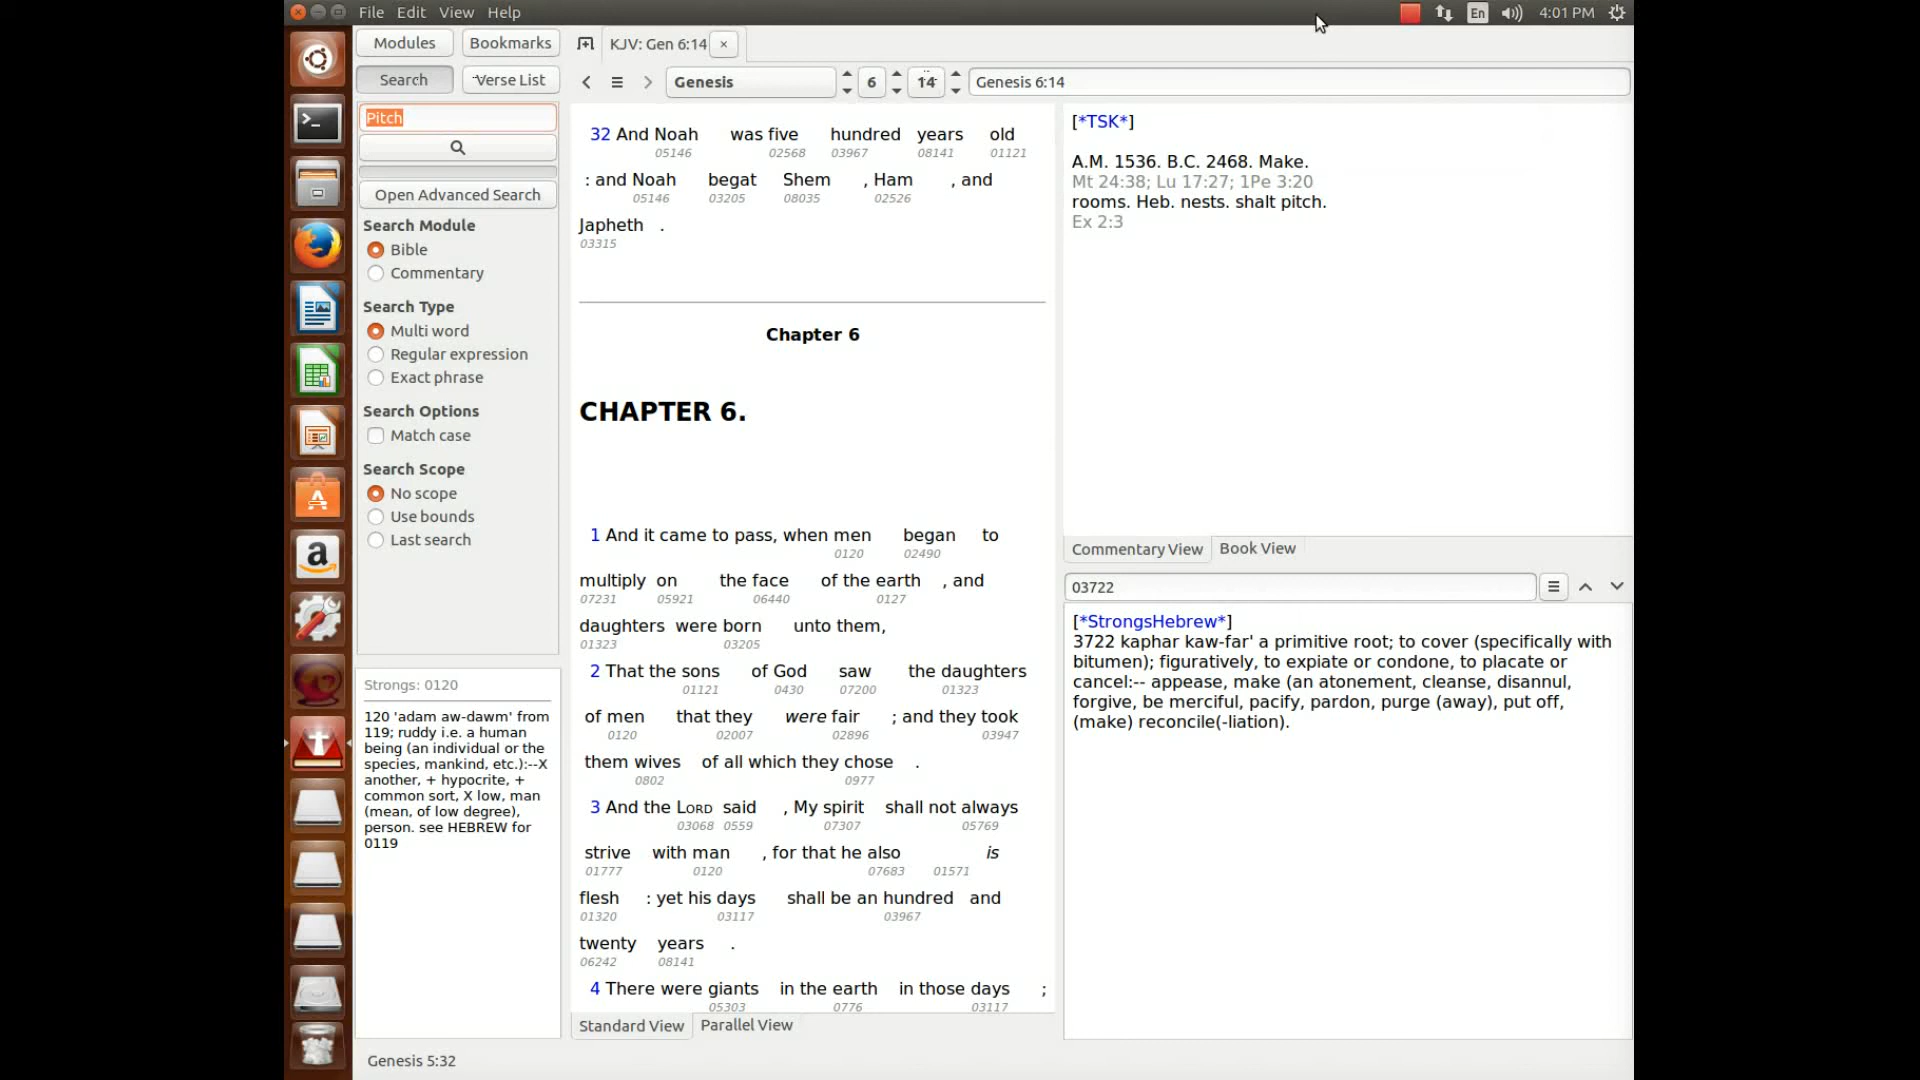 File Edit View Help
En 4:01 PM
Modules Bookmarks
KJV: Gen 6:14 ×
Search Verse List
Genesis 6 14 Genesis 6:14
Pitch
Open Advanced Search
Search Module
Bible
Commentary
Search Type
Multi word
Regular expression
Exact phrase
Search Options
Match case
Search Scope
No scope
Use bounds
Last search
Strongs: 0120
120 'adam aw-dawm' from
119; ruddy i.e. a human
being (an individual or the
species, mankind, etc.):--X
another, + hypocrite, +
common sort, X low, man
(mean, of low degree),
person. see HEBREW for
0119
Genesis 5:32
32 And Noah was five hundred years old
05146 02568 03967 08141 01121
: and Noah begat Shem , Ham , and
05146 03205 08035 02526
Japheth .
03315
Chapter 6
CHAPTER 6.
1 And it came to pass, when men began to
0120 02490
multiply on the face of the earth , and
07231 05921 06440 0127
daughters were born unto them,
01323 03205
2 That the sons of God saw the daughters
01121 0430 07200 01323
of men that they were fair ; and they took
0120 02007 02896 03947
them wives of all which they chose .
0802 0977
3 And the LORD said , My spirit shall not always
03068 0559 07307 05769
strive with man , for that he also is
01777 0120 07683 01571
flesh : yet his days shall be an hundred and
01320 03117 03967
twenty years .
06242 08141
4 There were giants in the earth in those days ;
05303 0776 03117
Standard View Parallel View
[*TSK*]
A.M. 1536. B.C. 2468. Make.
Mt 24:38; Lu 17:27; 1Pe 3:20
rooms. Heb. nests. shalt pitch.
Ex 2:3
Commentary View Book View
03722
[*StrongsHebrew*]
3722 kaphar kaw-far' a primitive root; to cover (specifically with
bitumen); figuratively, to expiate or condone, to placate or
cancel:-- appease, make (an atonement, cleanse, disannul,
forgive, be merciful, pacify, pardon, purge (away), put off,
(make) reconcile(-liation).